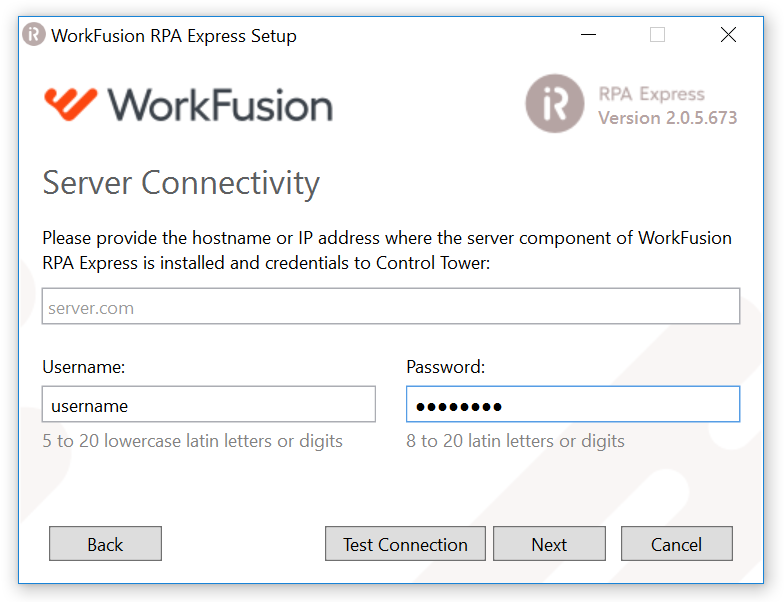 WorkFusion RPA Express Setup
WorkFusion
RPA Express
Version 2.0.5.673
Server Connectivity
Please provide the hostname or IP address where the server component of WorkFusion
RPA Express is installed and credentials to Control Tower:
server.com
Username:
Password:
username
●●●●●●●●
5 to 20 lowercase latin letters or digits
8 to 20 latin letters or digits
Back
Test Connection
Next
Cancel